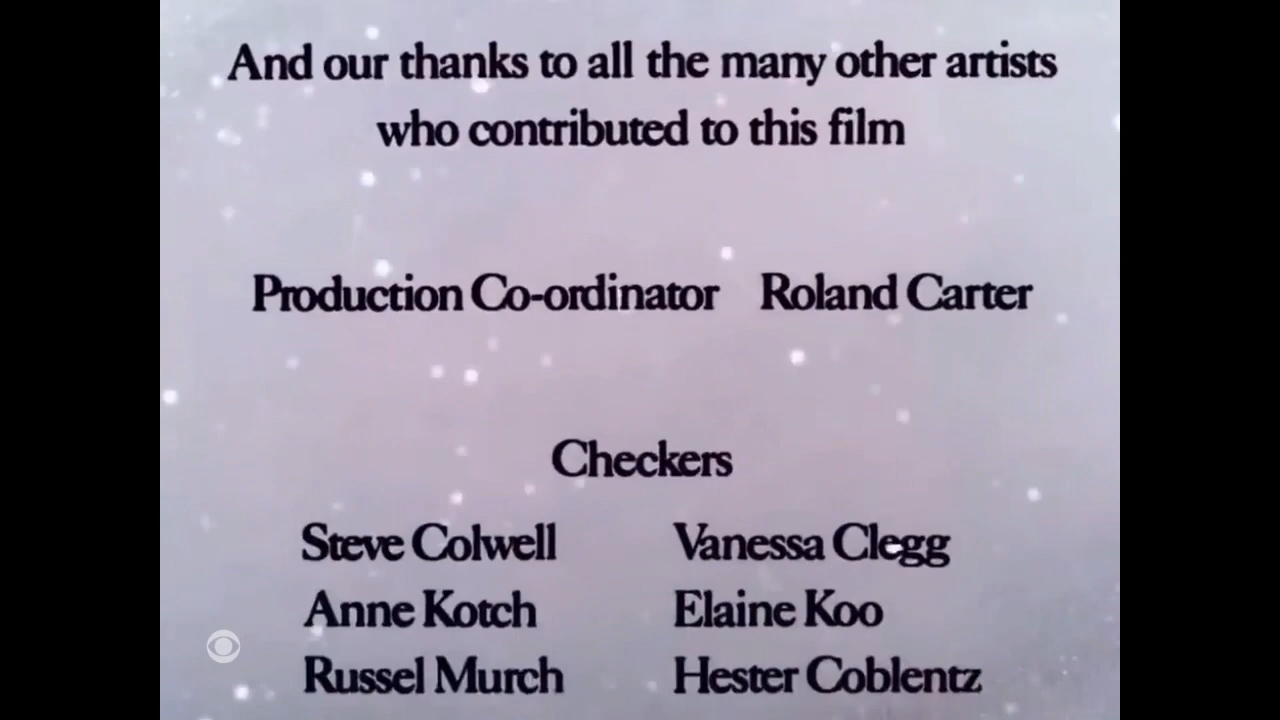 And our thanks to all the many other artists
who contributed to this film
Production Co-ordinator Roland Carter
Checkers
Steve Colwell Vanessa Clegg
Anne Kotch Elaine Koo
Russel Murch Hester Coblentz